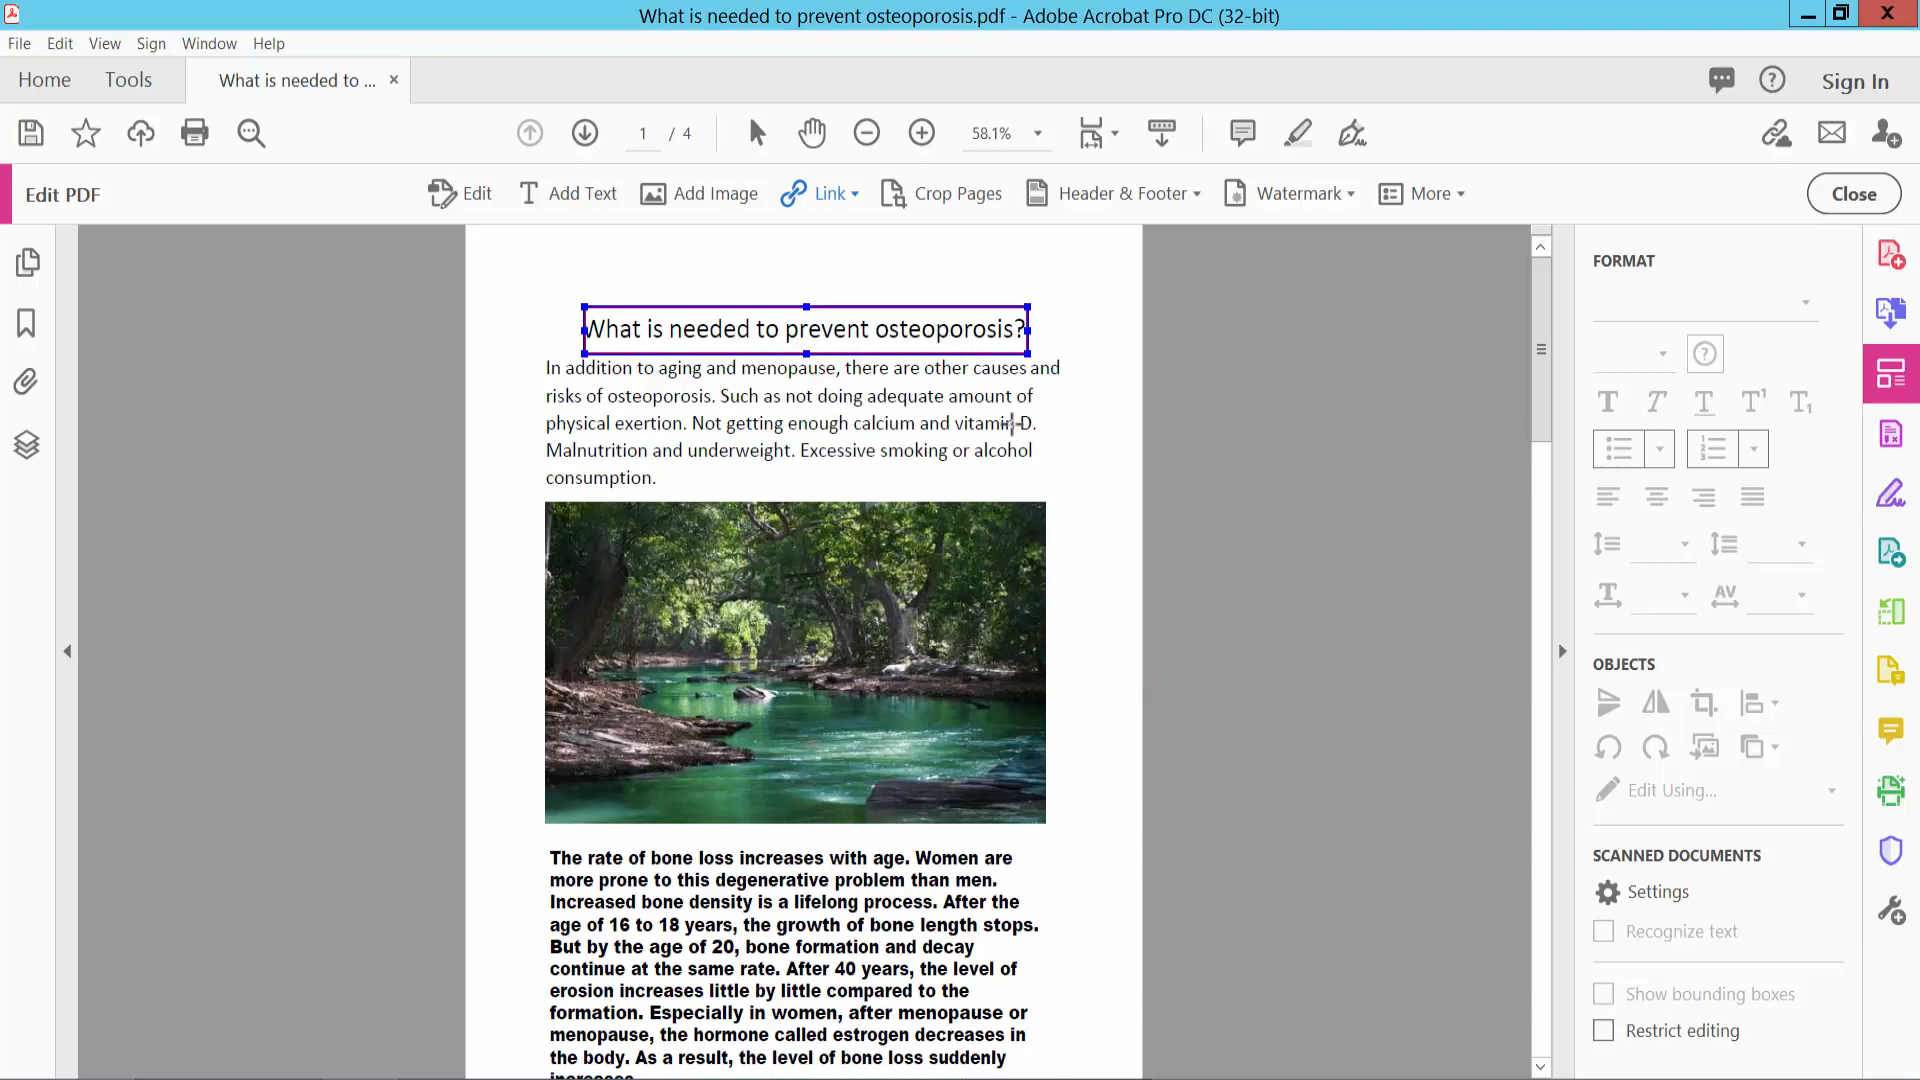 What is needed to prevent osteoporosis.pdf - Adobe Acrobat Pro DC (32-bit)
File Edit View Sign Window Help
Home Tools What is needed to ... × Sign In
1 / 4 58.1%
Edit PDF Edit Add Text Add Image Link Crop Pages Header & Footer Watermark More Close
What is needed to prevent osteoporosis?
In addition to aging and menopause, there are other causes and
risks of osteoporosis. Such as not doing adequate amount of
physical exertion. Not getting enough calcium and vitamin D.
Malnutrition and underweight. Excessive smoking or alcohol
consumption.
The rate of bone loss increases with age. Women are
more prone to this degenerative problem than men.
Increased bone density is a lifelong process. After the
age of 16 to 18 years, the growth of bone length stops.
But by the age of 20, bone formation and decay
continue at the same rate. After 40 years, the level of
erosion increases little by little compared to the
formation. Especially in women, after menopause or
menopause, the hormone called estrogen decreases in
the body. As a result, the level of bone loss suddenly
FORMAT
OBJECTS
Edit Using...
SCANNED DOCUMENTS
Settings
Recognize text
Show bounding boxes
Restrict editing